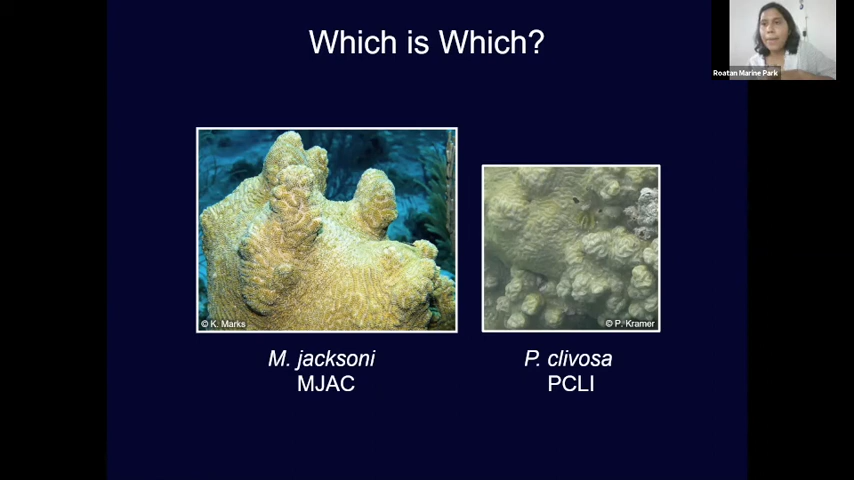 Which is Which?
Roatan Marine Park
© K. Marks
© P. Kramer
M. jacksoni
MJAC
P. clivosa
PCLI